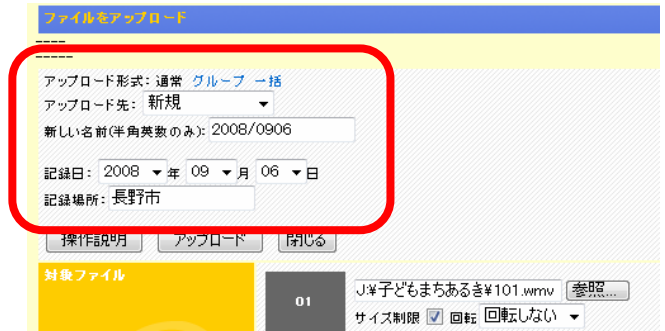 ファイルをアップロード
----
-----
アップロード形式: 通常 グループ 一括
アップロード先: 新規
新しい名前(半角英数のみ): 2008/0906
記録日: 2008 年 09 月 06 日
記録場所: 長野市
操作説明 アップロード 閉じる
対象ファイル
01
J:¥子どもまちあるき¥101.wmv 参照...
サイズ制限 回転 回転しない